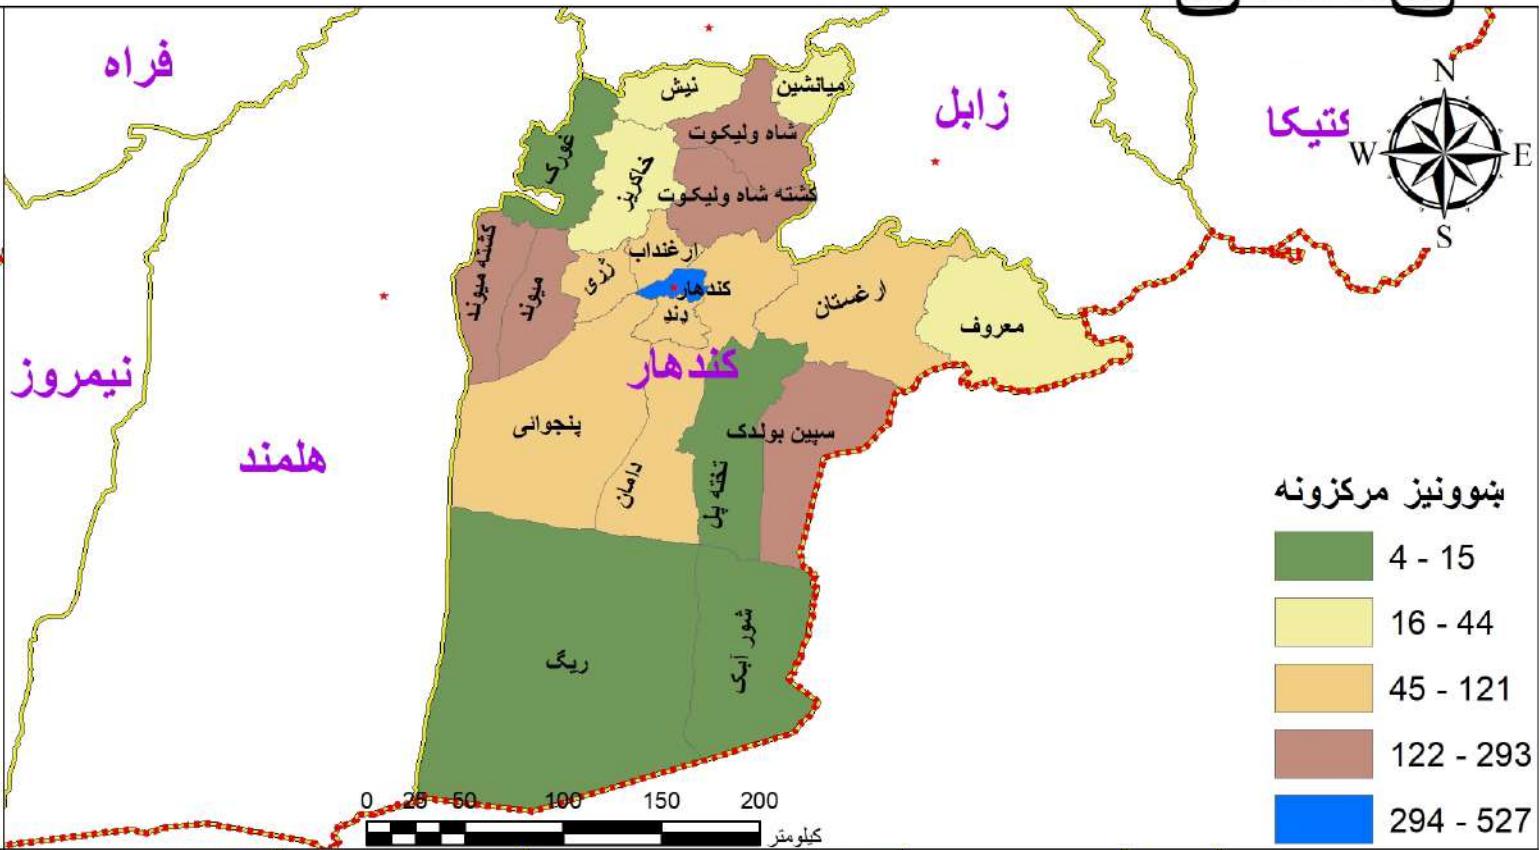 فراه
زابل
کتیکا
N
W
E
S
نیش
میانشین
غورک
خاکریز
شاه ولیکوت
کشته شاه ولیکوت
کشته میوند
میوند
ژړئ
ارغنداب
کندهار
دند
ارغستان
معروف
نیمروز
هلمند
کندهار
پنجوائی
دامان
تخته پل
سپین بولدک
ریگ
شور آبک
ښوونیز مرکزونه
4 - 15
16 - 44
45 - 121
122 - 293
294 - 527
0 25 50 100 150 200
کیلومتر